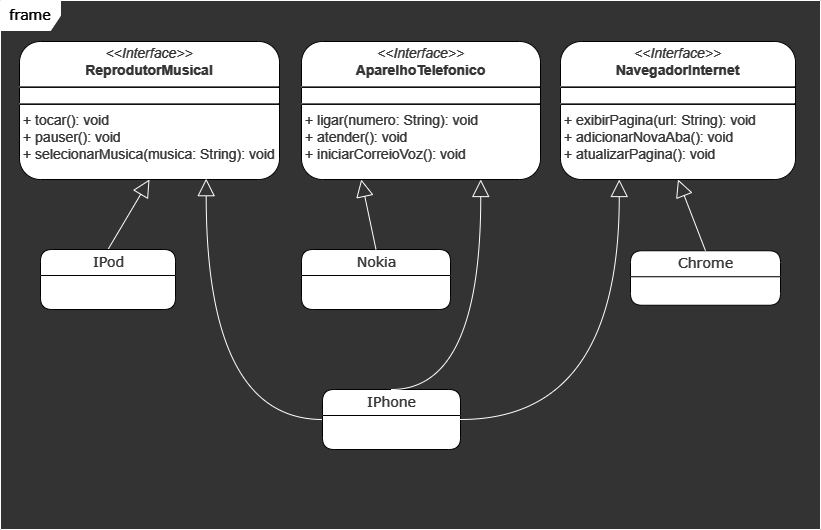 frame
<<Interface>>
ReprodutorMusical
+ tocar(): void
+ pauser(): void
+ selecionarMusica(musica: String): void
<<Interface>>
AparelhoTelefonico
+ ligar(numero: String): void
+ atender(): void
+ iniciarCorreioVoz(): void
<<Interface>>
NavegadorInternet
+ exibirPagina(url: String): void
+ adicionarNovaAba(): void
+ atualizarPagina(): void
IPod
Nokia
Chrome
IPhone